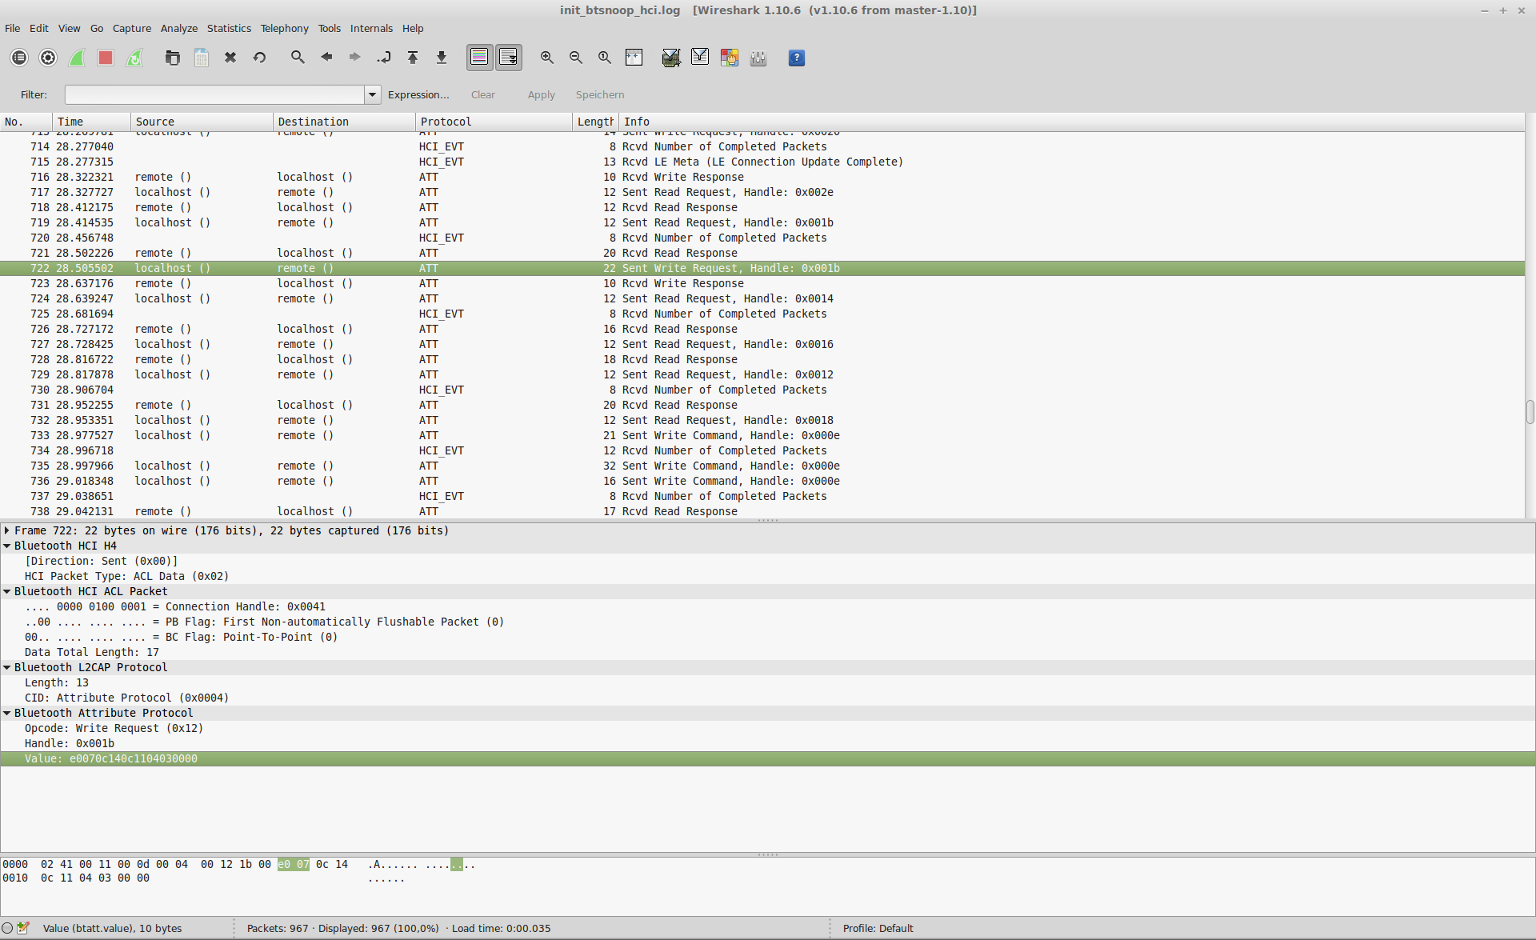 init_btsnoop_hci.log   [Wireshark 1.10.6  (v1.10.6 from master-1.10)]
File Edit View Go Capture Analyze Statistics Telephony Tools Internals Help
Filter: Expression... Clear Apply Speichern
No. Time Source Destination Protocol Length Info
713 28.269781 localhost () remote () ATT 14 Sent Write Request, Handle: 0x002e
714 28.277040 HCI_EVT 8 Rcvd Number of Completed Packets
715 28.277315 HCI_EVT 13 Rcvd LE Meta (LE Connection Update Complete)
716 28.322321 remote () localhost () ATT 10 Rcvd Write Response
717 28.327727 localhost () remote () ATT 12 Sent Read Request, Handle: 0x002e
718 28.412175 remote () localhost () ATT 12 Rcvd Read Response
719 28.414535 localhost () remote () ATT 12 Sent Read Request, Handle: 0x001b
720 28.456748 HCI_EVT 8 Rcvd Number of Completed Packets
721 28.502226 remote () localhost () ATT 20 Rcvd Read Response
722 28.505502 localhost () remote () ATT 22 Sent Write Request, Handle: 0x001b
723 28.637176 remote () localhost () ATT 10 Rcvd Write Response
724 28.639247 localhost () remote () ATT 12 Sent Read Request, Handle: 0x0014
725 28.681694 HCI_EVT 8 Rcvd Number of Completed Packets
726 28.727172 remote () localhost () ATT 16 Rcvd Read Response
727 28.728425 localhost () remote () ATT 12 Sent Read Request, Handle: 0x0016
728 28.816722 remote () localhost () ATT 18 Rcvd Read Response
729 28.817878 localhost () remote () ATT 12 Sent Read Request, Handle: 0x0012
730 28.906704 HCI_EVT 8 Rcvd Number of Completed Packets
731 28.952255 remote () localhost () ATT 20 Rcvd Read Response
732 28.953351 localhost () remote () ATT 12 Sent Read Request, Handle: 0x0018
733 28.977527 localhost () remote () ATT 21 Sent Write Command, Handle: 0x000e
734 28.996718 HCI_EVT 12 Rcvd Number of Completed Packets
735 28.997966 localhost () remote () ATT 32 Sent Write Command, Handle: 0x000e
736 29.018348 localhost () remote () ATT 16 Sent Write Command, Handle: 0x000e
737 29.038651 HCI_EVT 8 Rcvd Number of Completed Packets
738 29.042131 remote () localhost () ATT 17 Rcvd Read Response
Frame 722: 22 bytes on wire (176 bits), 22 bytes captured (176 bits)
Bluetooth HCI H4
[Direction: Sent (0x00)]
HCI Packet Type: ACL Data (0x02)
Bluetooth HCI ACL Packet
.... 0000 0100 0001 = Connection Handle: 0x0041
..00 .... .... .... = PB Flag: First Non-automatically Flushable Packet (0)
00.. .... .... .... = BC Flag: Point-To-Point (0)
Data Total Length: 17
Bluetooth L2CAP Protocol
Length: 13
CID: Attribute Protocol (0x0004)
Bluetooth Attribute Protocol
Opcode: Write Request (0x12)
Handle: 0x001b
Value: e0070c140c1104030000
0000  02 41 00 11 00 0d 00 04  00 12 1b 00 e0 07 0c 14   .A...... ........
0010  0c 11 04 03 00 00   ......
Value (btatt.value), 10 bytes Packets: 967 · Displayed: 967 (100,0%) · Load time: 0:00.035 Profile: Default